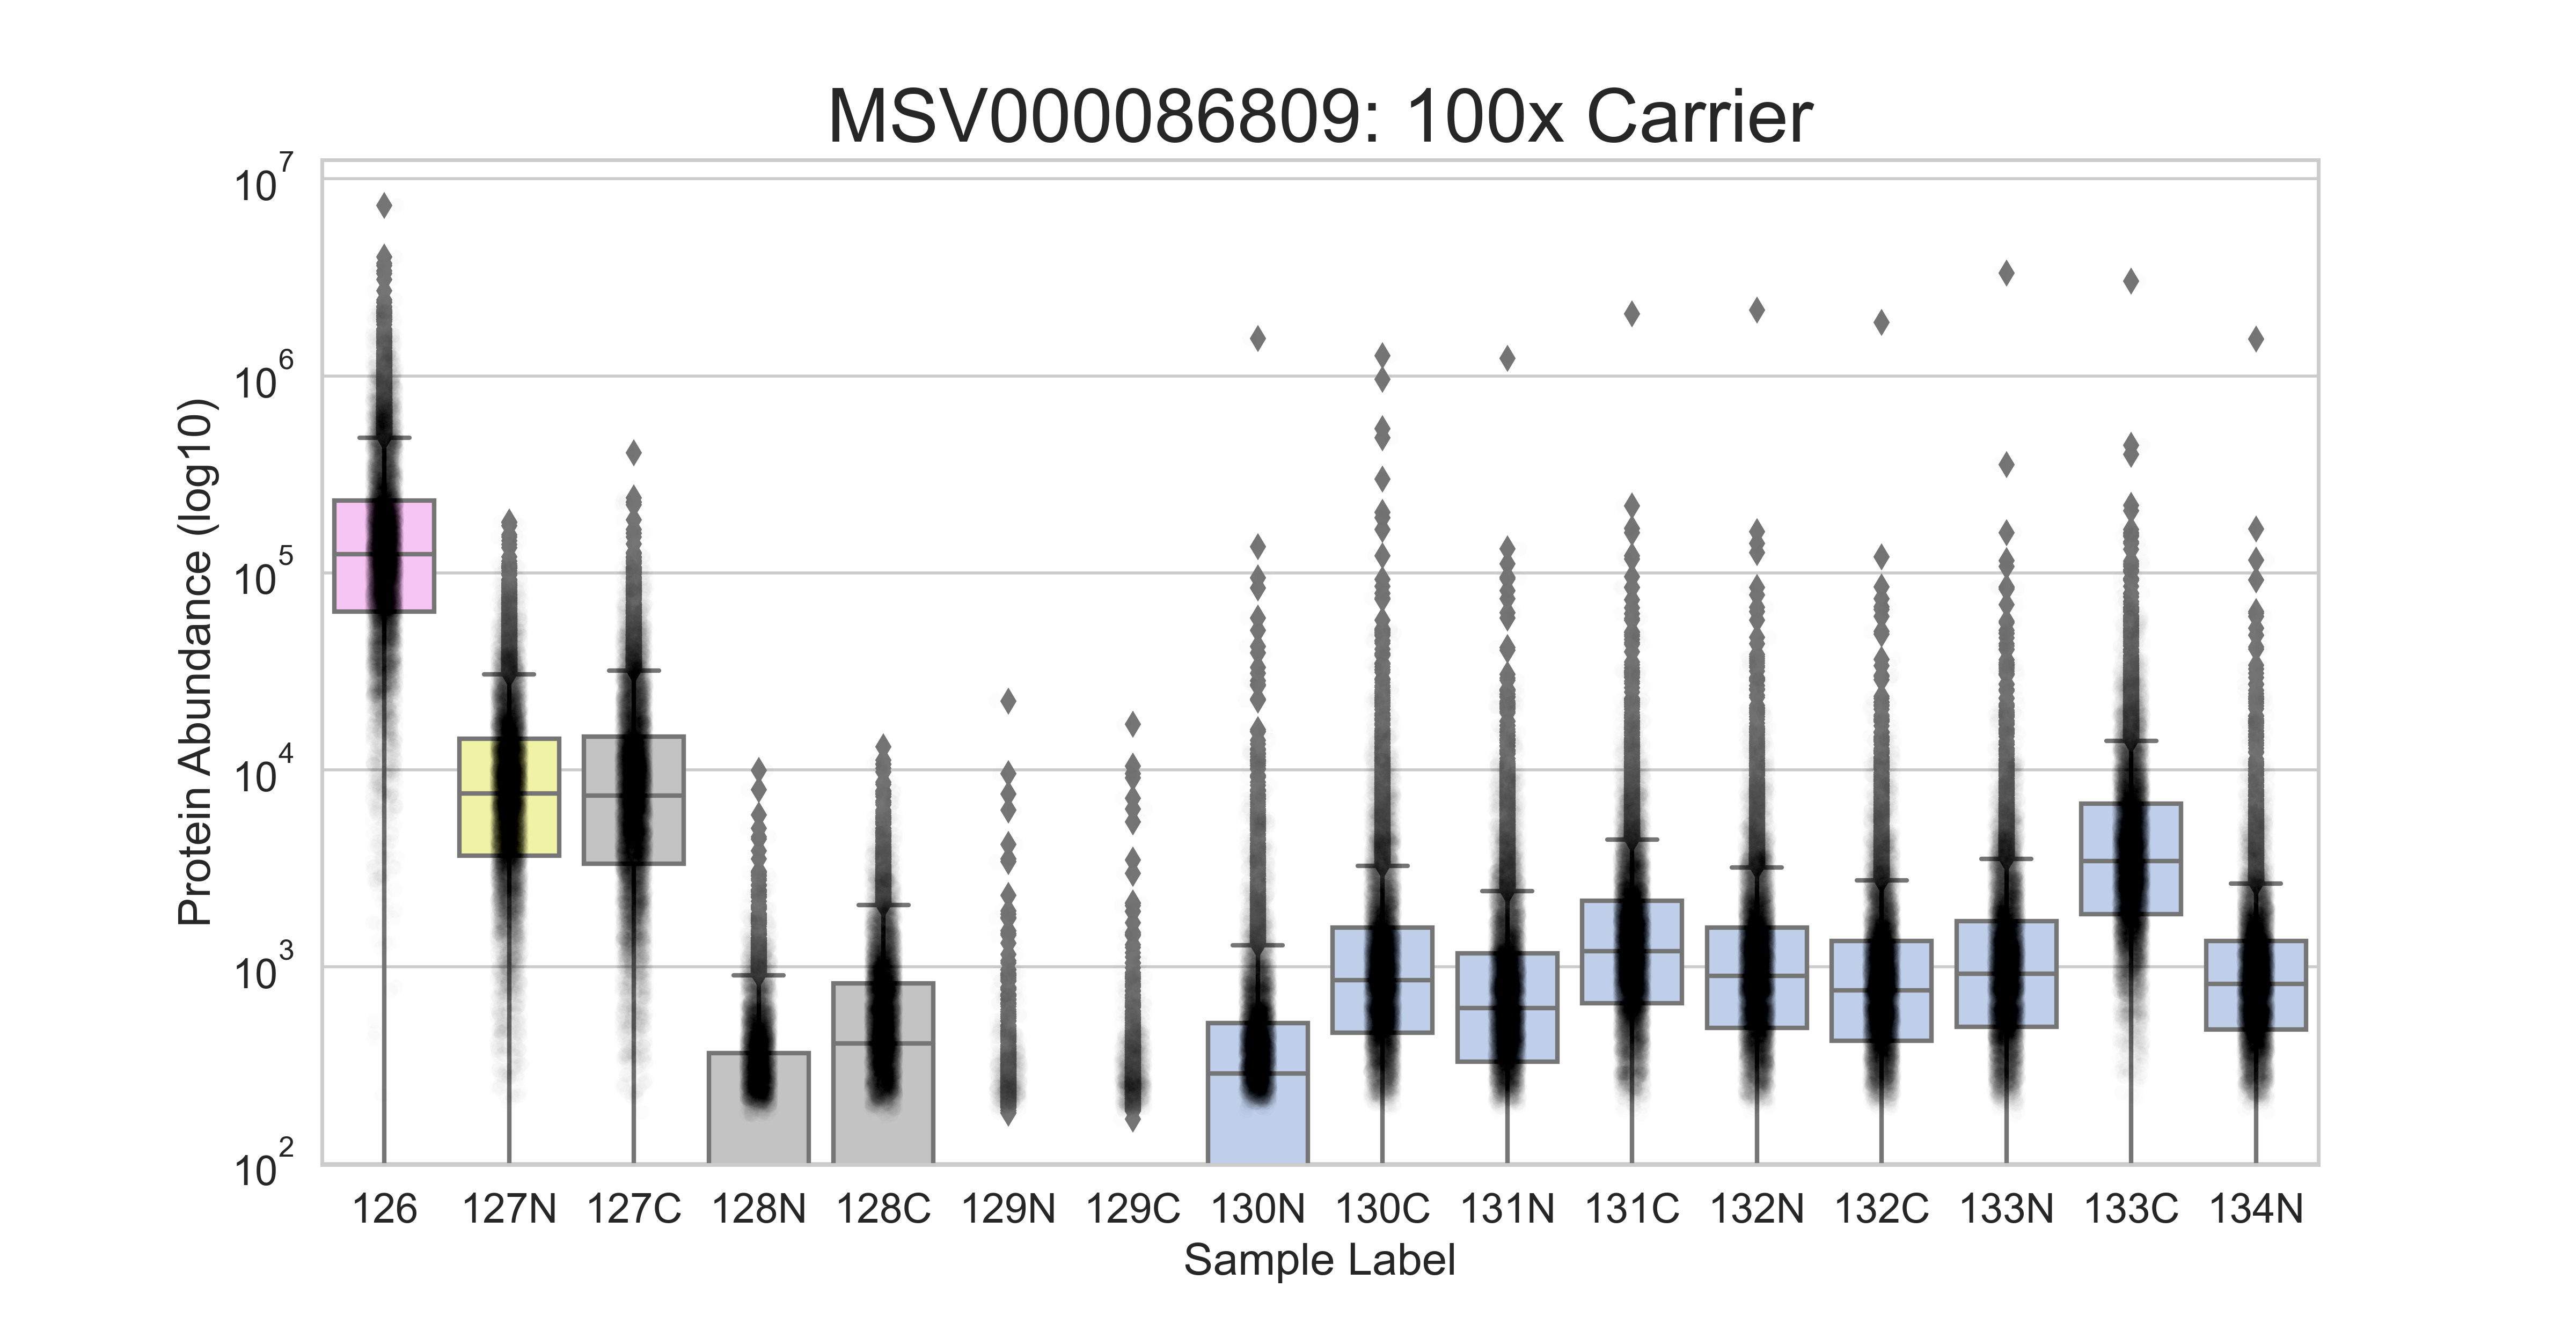 MSV000086809: 100x Carrier
Protein Abundance (log10)
10^7
10^6
10^5
10^4
10^3
10^2
126 127N 127C 128N 128C 129N 129C 130N 130C 131N 131C 132N 132C 133N 133C 134N
Sample Label